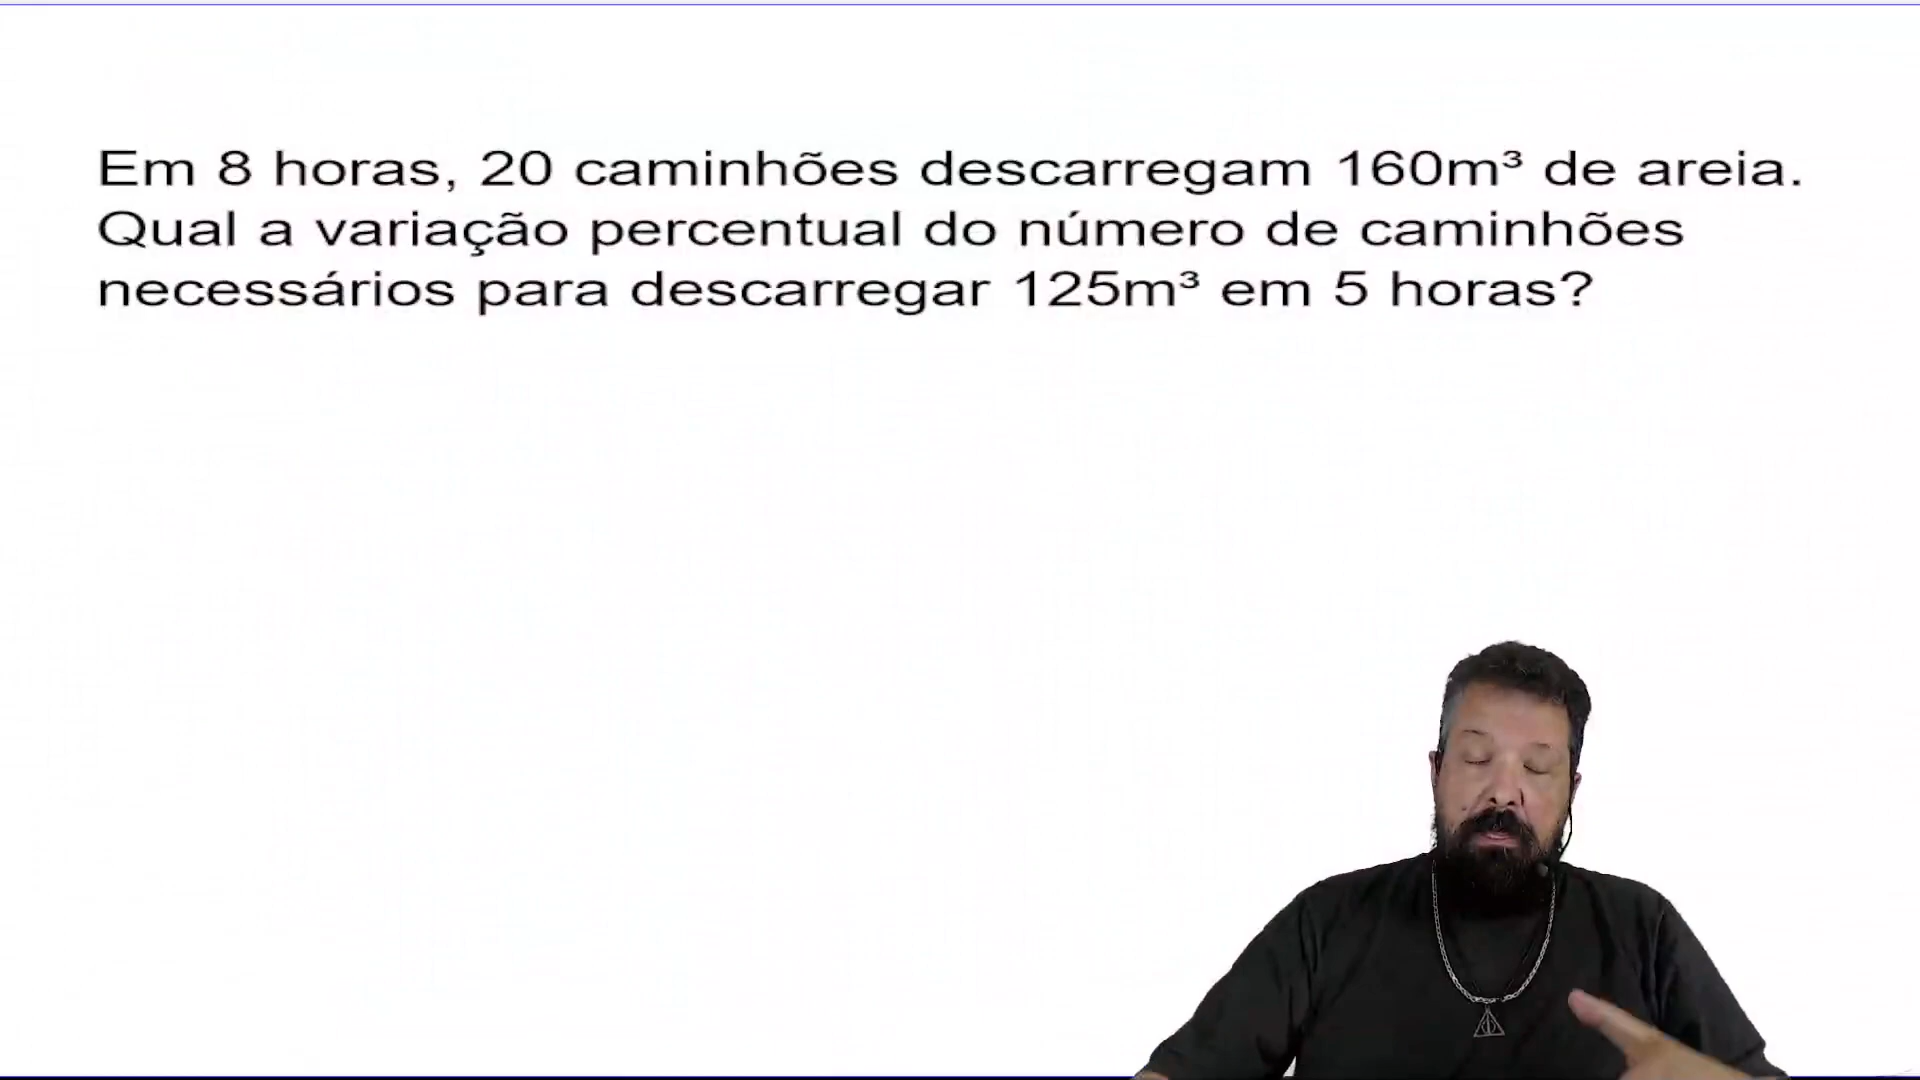 Em 8 horas, 20 caminhões descarregam 160m³ de areia.
Qual a variação percentual do número de caminhões
necessários para descarregar 125m³ em 5 horas?